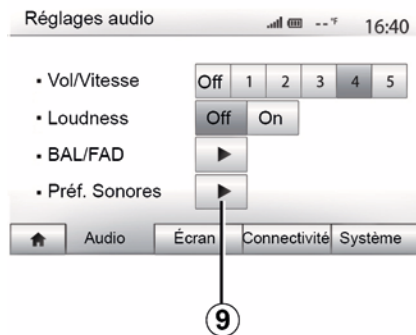 Réglages audio --°F 16:40
▪ Vol/Vitesse Off 1 2 3 4 5
▪ Loudness Off On
▪ BAL/FAD
▪ Préf. Sonores
Audio Écran Connectivité Système
9